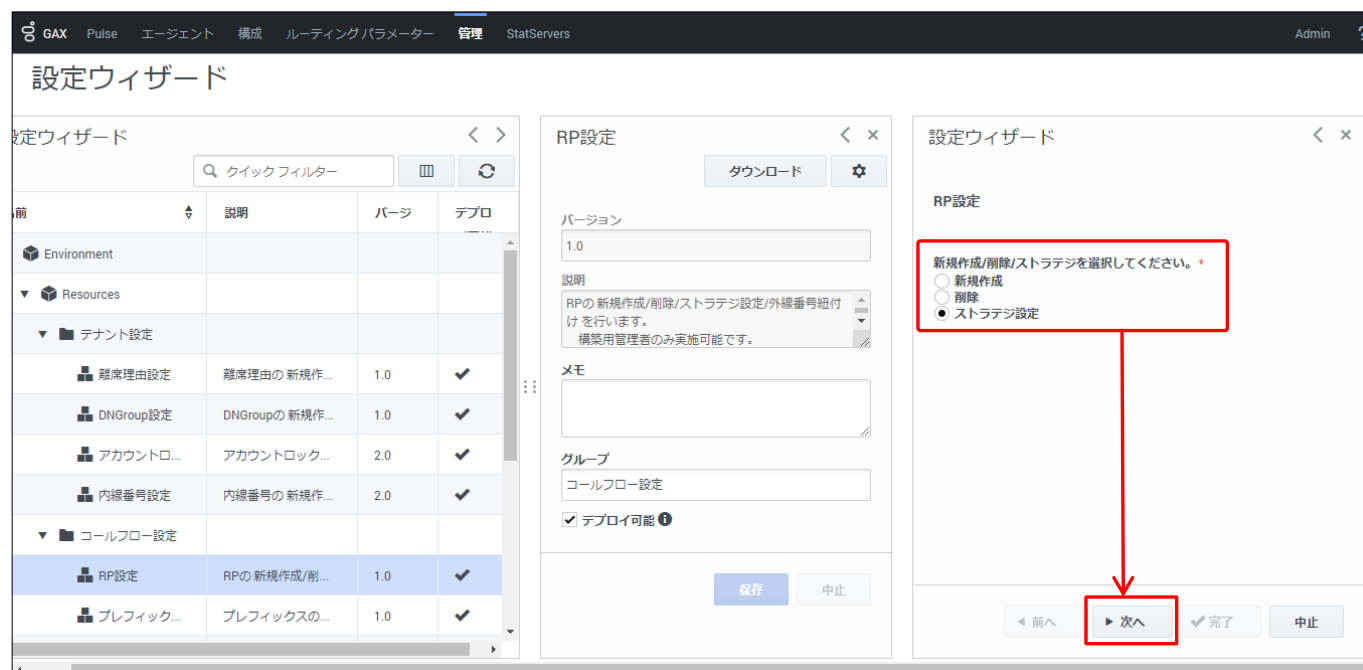 GAX Pulse エージェント 構成 ルーティング パラメーター 管理 StatServers Admin ?
設定ウィザード
設定ウィザード
クイック フィルター
名前 説明 バージ デプロ
Environment
Resources
テナント設定
離席理由設定 離席理由の 新規作... 1.0
DNGroup設定 DNGroupの 新規作... 1.0
アカウントロ... アカウントロック... 2.0
内線番号設定 内線番号の 新規作... 2.0
コールフロー設定
RP設定 RPの 新規作成/削... 1.0
プレフィック... プレフィックスの... 1.0
RP設定
ダウンロード
バージョン
1.0
説明
RPの 新規作成/削除/ストラテジ設定/外線番号紐付
け を行います。
構築用管理者のみ実施可能です。
メモ
グループ
コールフロー設定
デプロイ可能
保存 中止
設定ウィザード
RP設定
新規作成/削除/ストラテジを選択してください。*
新規作成
削除
ストラテジ設定
前へ 次へ 完了 中止